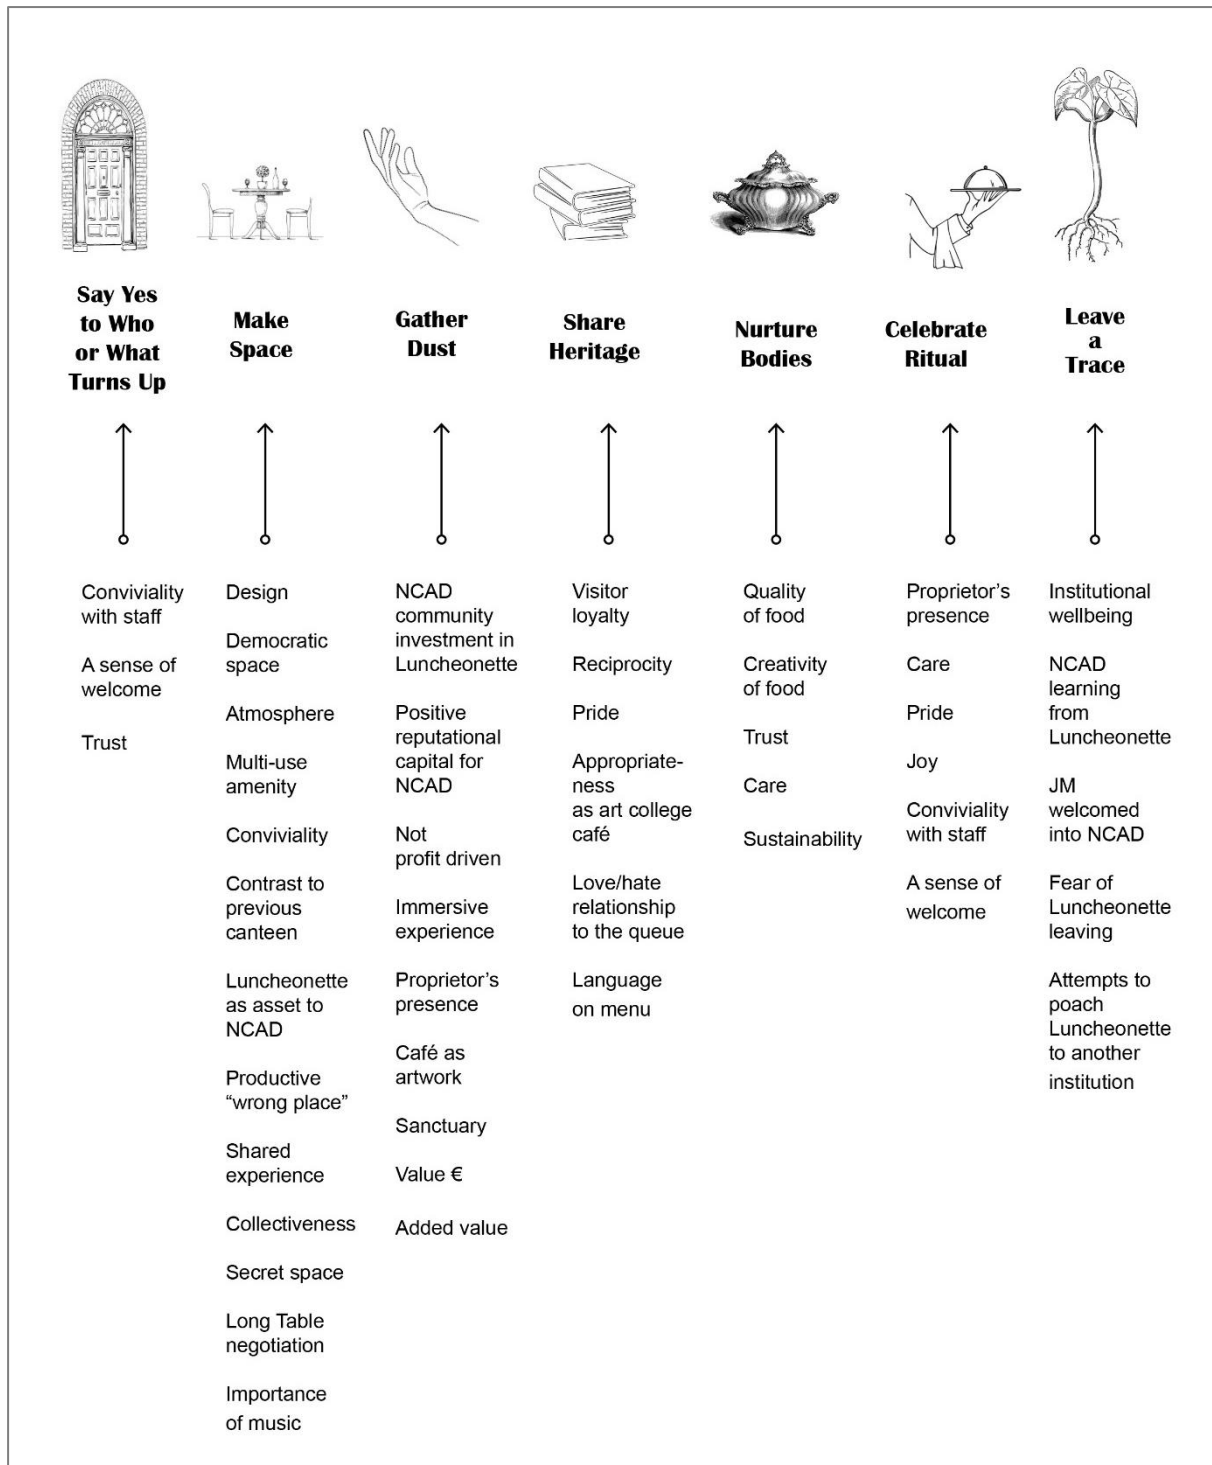 Say Yes
to Who
or What
Turns Up
Make
Space
Gather
Dust
Share
Heritage
Nurture
Bodies
Celebrate
Ritual
Leave
a
Trace
Conviviality
with staff
A sense of
welcome
Trust
Design
Democratic
space
Atmosphere
Multi-use
amenity
Conviviality
Contrast to
previous
canteen
Luncheonette
as asset to
NCAD
Productive
“wrong place”
Shared
experience
Collectiveness
Secret space
Long Table
negotiation
Importance
of music
NCAD
community
investment in
Luncheonette
Positive
reputational
capital for
NCAD
Not
profit driven
Immersive
experience
Proprietor’s
presence
Café as
artwork
Sanctuary
Value €
Added value
Visitor
loyalty
Reciprocity
Pride
Appropriate-
ness
as art college
café
Love/hate
relationship
to the queue
Language
on menu
Quality
of food
Creativity
of food
Trust
Care
Sustainability
Proprietor’s
presence
Care
Pride
Joy
Conviviality
with staff
A sense of
welcome
Institutional
wellbeing
NCAD
learning
from
Luncheonette
JM
welcomed
into NCAD
Fear of
Luncheonette
leaving
Attempts to
poach
Luncheonette
to another
institution